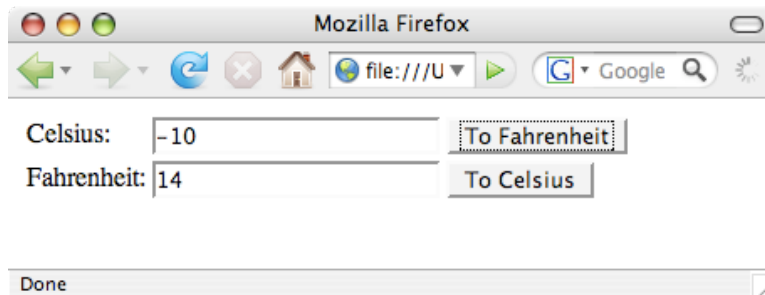 Mozilla Firefox
file:///U Google
Celsius: -10 To Fahrenheit
Fahrenheit: 14 To Celsius
Done